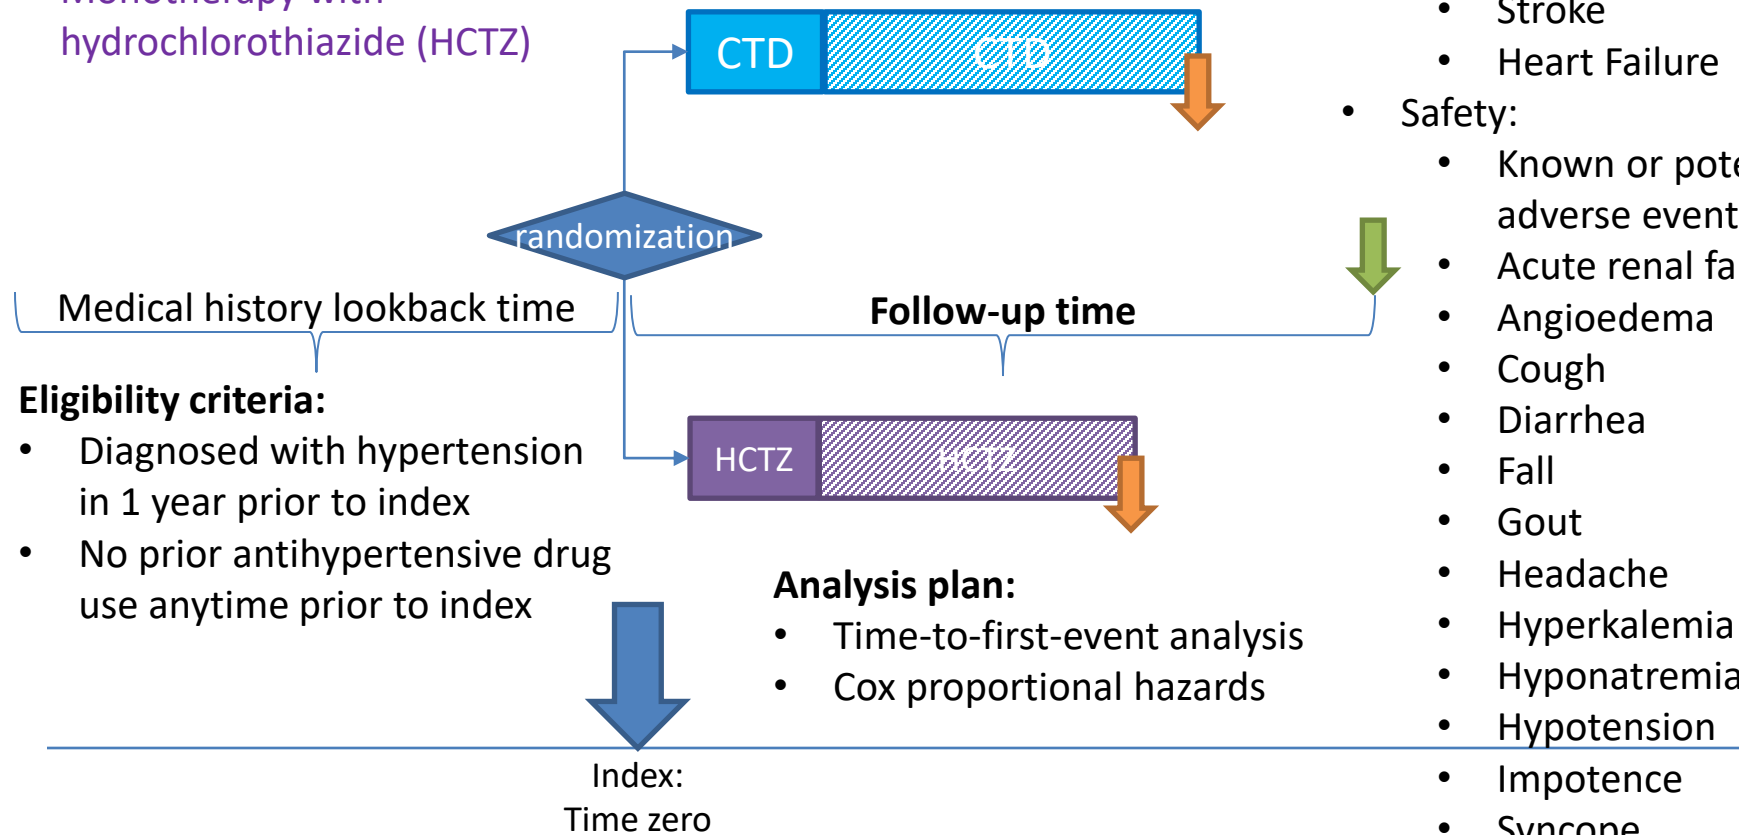 Monotherapy with
hydrochlorothiazide (HCTZ)
CTD
CTD
randomization
Medical history lookback time
Follow-up time
Eligibility criteria:
• Diagnosed with hypertension
in 1 year prior to index
• No prior antihypertensive drug
use anytime prior to index
HCTZ
HCTZ
Analysis plan:
• Time-to-first-event analysis
• Cox proportional hazards
Index:
Time zero
• Stroke
• Heart Failure
• Safety:
• Known or pote
adverse event
• Acute renal fa
• Angioedema
• Cough
• Diarrhea
• Fall
• Gout
• Headache
• Hyperkalemia
• Hyponatremia
• Hypotension
• Impotence
• Syncope